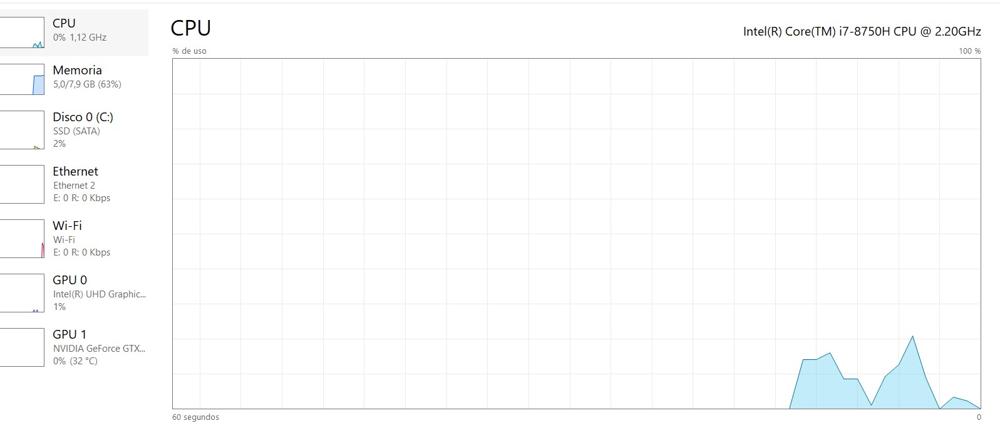 CPU
0% 1,12 GHz
Memoria
5,0/7,9 GB (63%)
Disco 0 (C:)
SSD (SATA)
2%
Ethernet
Ethernet 2
E: 0 R: 0 Kbps
Wi-Fi
Wi-Fi
E: 0 R: 0 Kbps
GPU 0
Intel(R) UHD Graphic...
1%
GPU 1
NVIDIA GeForce GTX...
0% (32 °C)
CPU
Intel(R) Core(TM) i7-8750H CPU @ 2.20GHz
% de uso
100 %
60 segundos
0